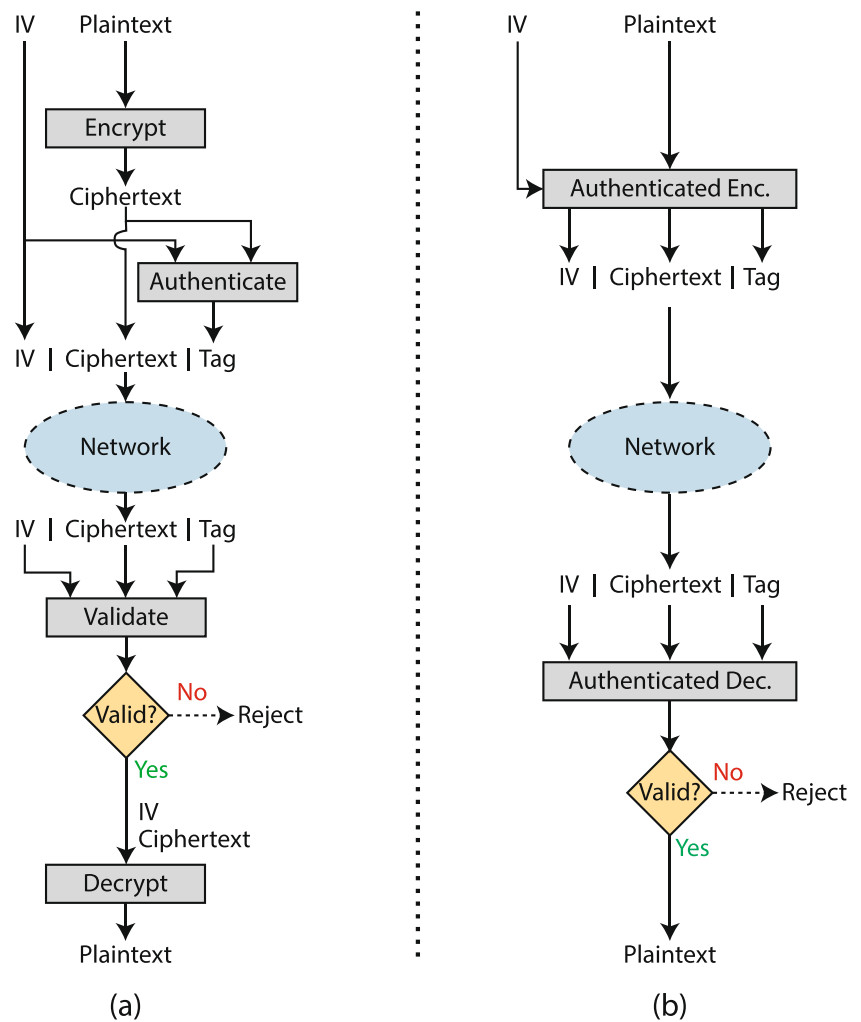 IV Plaintext
Encrypt
Ciphertext
Authenticate
IV | Ciphertext | Tag
Network
IV | Ciphertext | Tag
Validate
Valid?
No
Reject
Yes
IV
Ciphertext
Decrypt
Plaintext
(a)
IV Plaintext
Authenticated Enc.
IV | Ciphertext | Tag
Network
IV | Ciphertext | Tag
Authenticated Dec.
Valid?
No
Reject
Yes
Plaintext
(b)